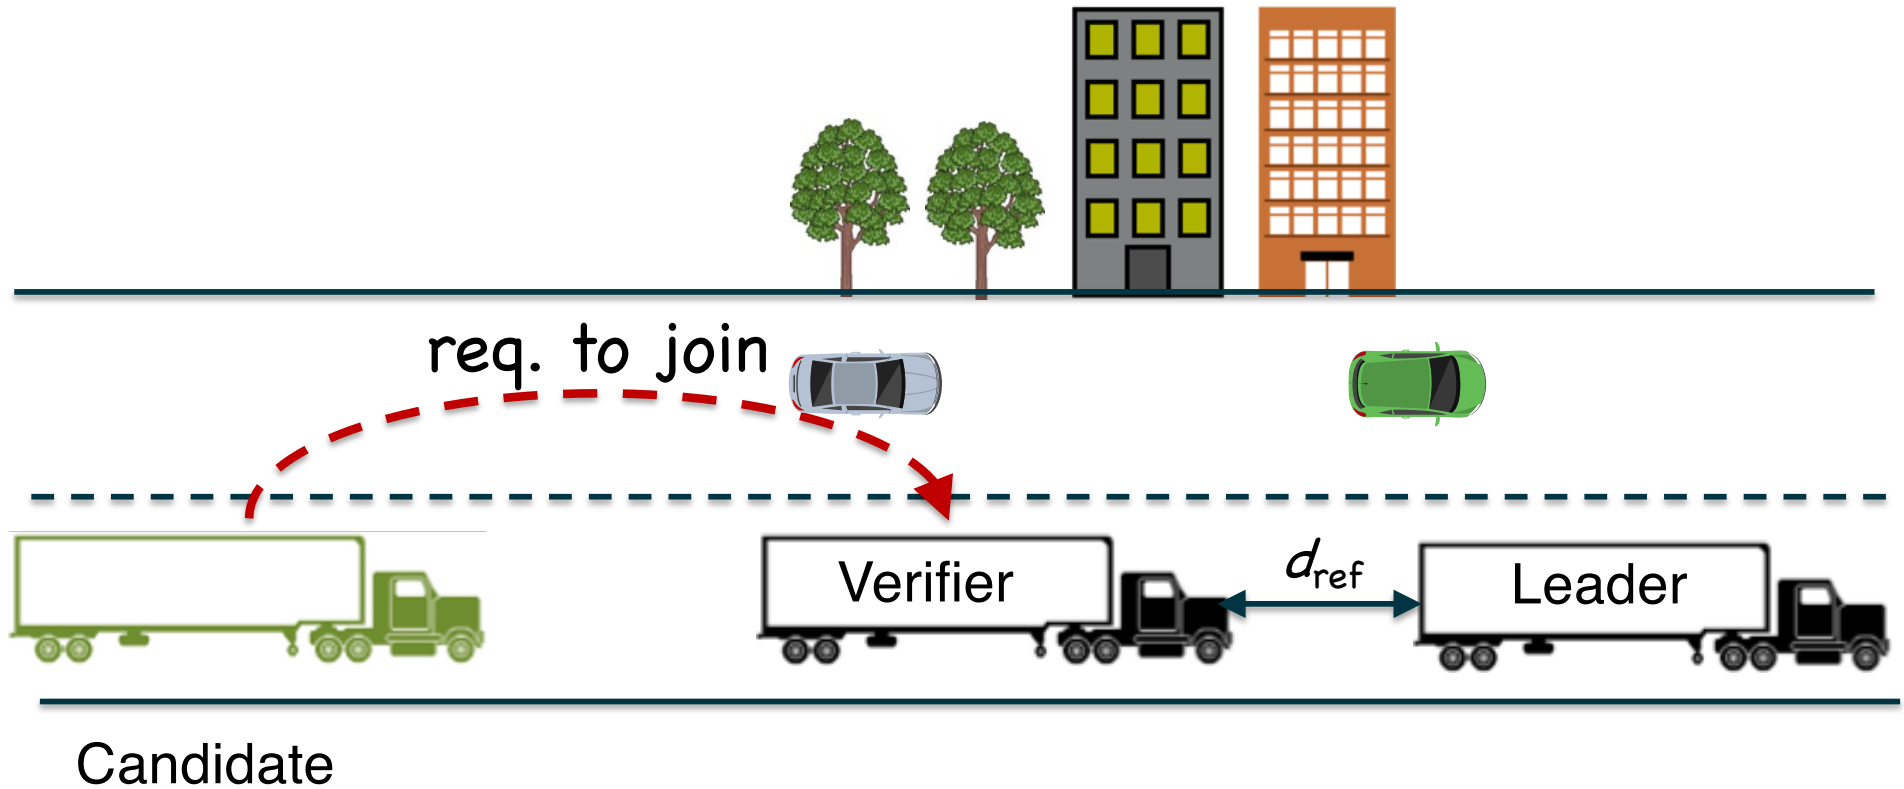 req. to join
Verifier
dref
Leader
Candidate